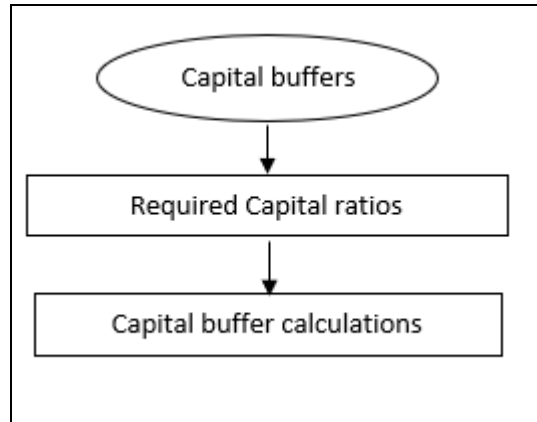 Capital buffers
Required Capital ratios
Capital buffer calculations